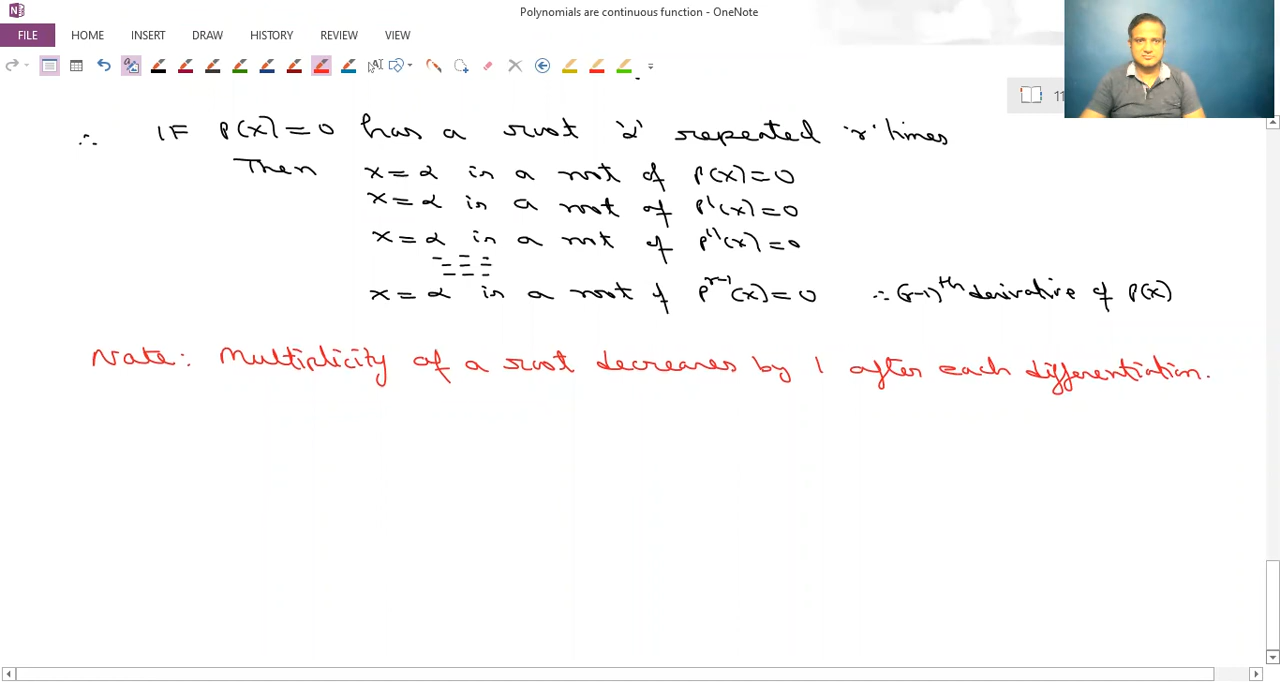 Polynomials are continuous function - OneNote
FILE HOME INSERT DRAW HISTORY REVIEW VIEW
11
∴ IF P(x)=0 has a root 'α' repeated 'r' times
Then x=α is a root of P(x)=0
x=α is a root of P'(x)=0
x=α is a root of P''(x)=0
x=α is a root of P^{r-1}(x)=0 ∴ (r-1)^{th} derivative of P(x)
Note: Multiplicity of a root decreases by 1 after each differentiation.